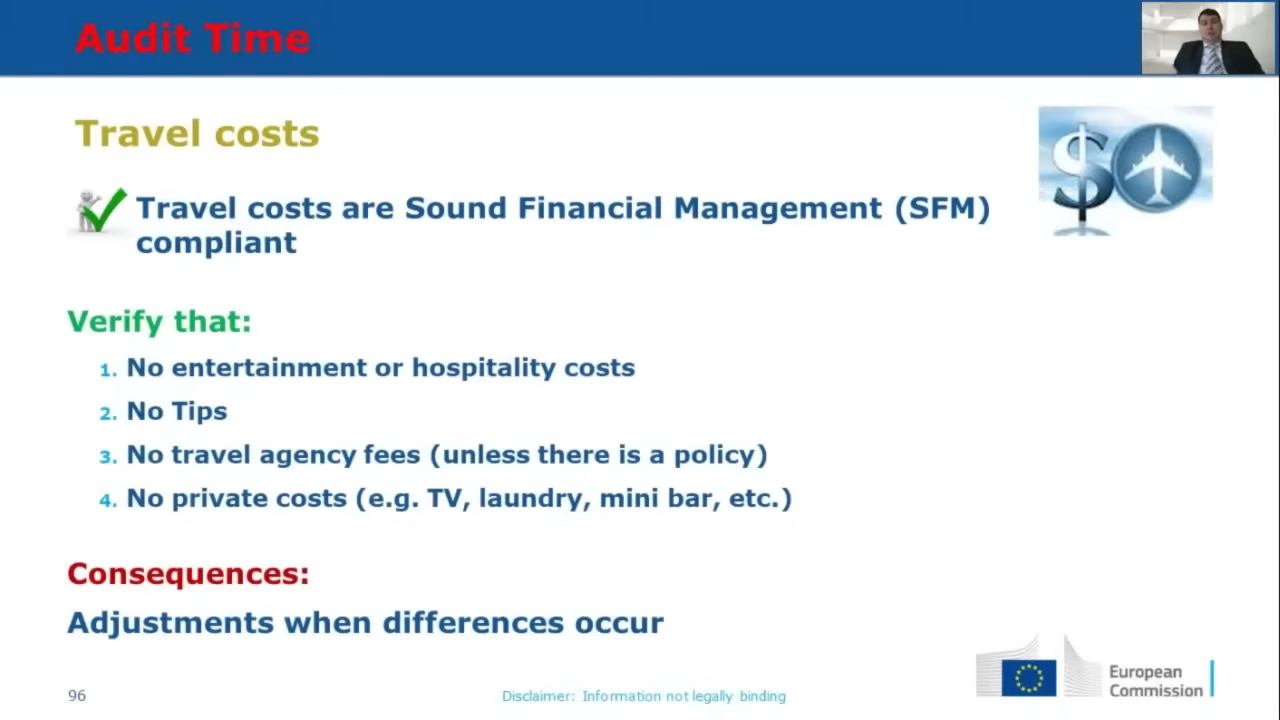 Audit Time
Travel costs
Travel costs are Sound Financial Management (SFM)
compliant
Verify that:
1. No entertainment or hospitality costs
2. No Tips
3. No travel agency fees (unless there is a policy)
4. No private costs (e.g. TV, laundry, mini bar, etc.)
Consequences:
Adjustments when differences occur
96
Disclaimer: Information not legally binding
European
Commission